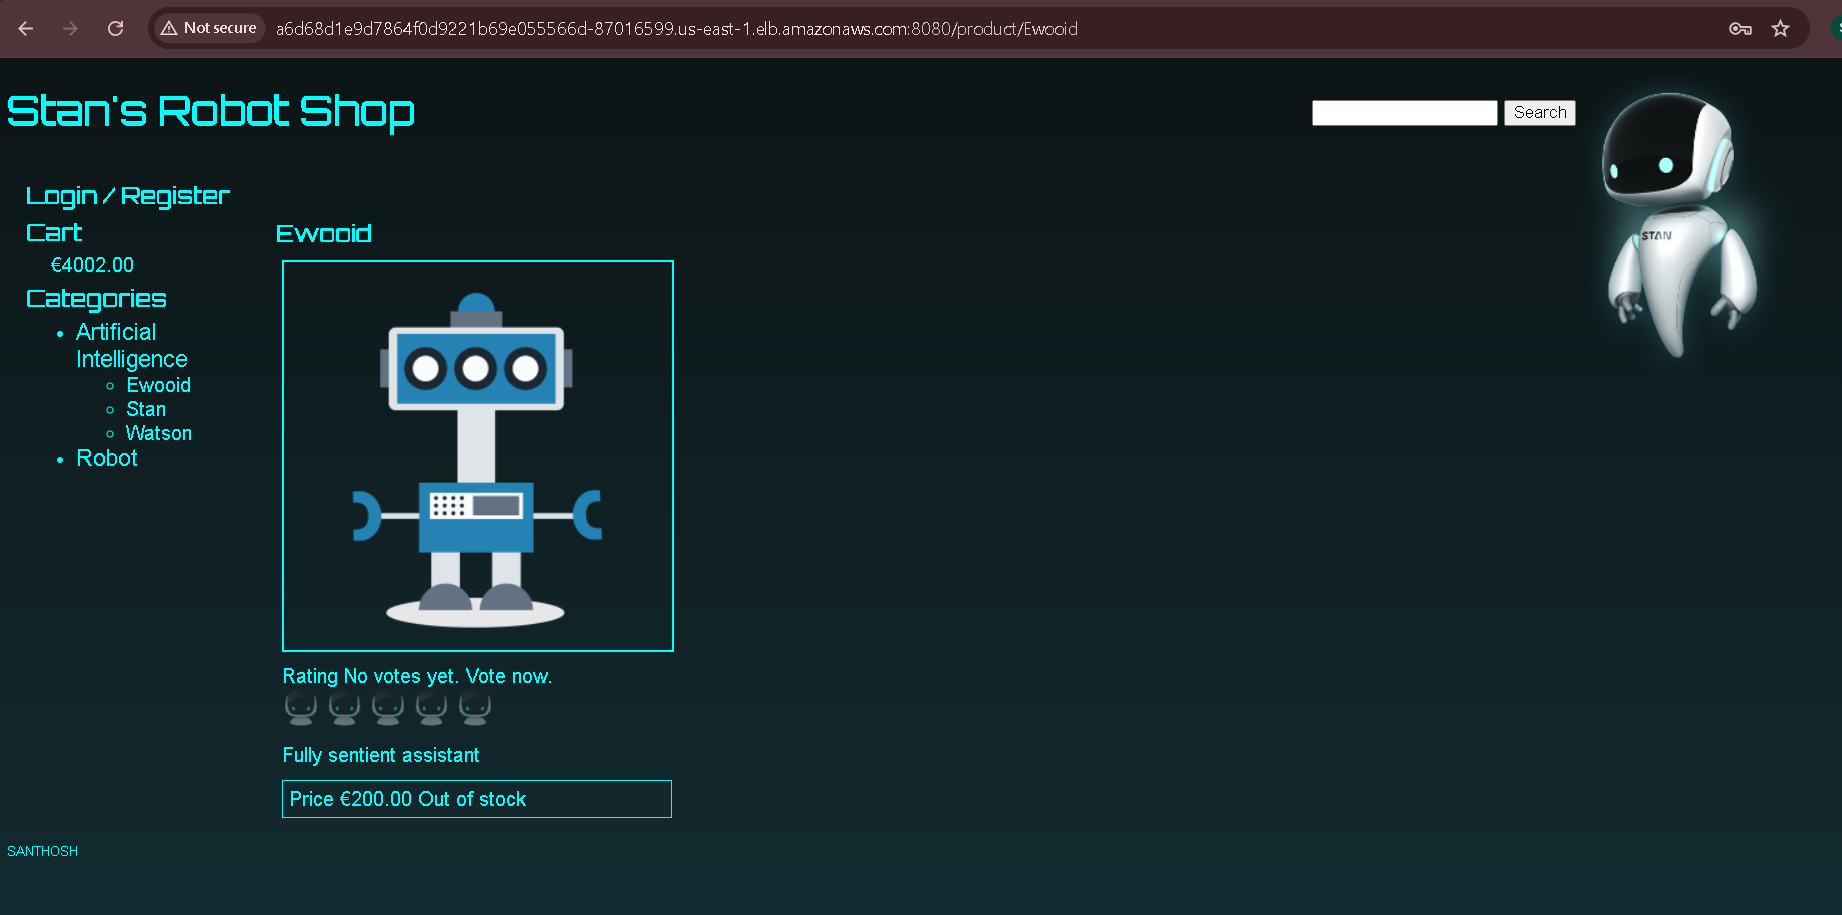 Not secure
a6d68d1e9d7864f0d9221b69e055566d-87016599.us-east-1.elb.amazonaws.com:8080/product/Ewooid
Stan's Robot Shop
Search
STAN
Login / Register
Cart
€4002.00
Categories
Artificial
Intelligence
Ewooid
Stan
Watson
Robot
Ewooid
Rating No votes yet. Vote now.
Fully sentient assistant
Price €200.00 Out of stock
SANTHOSH